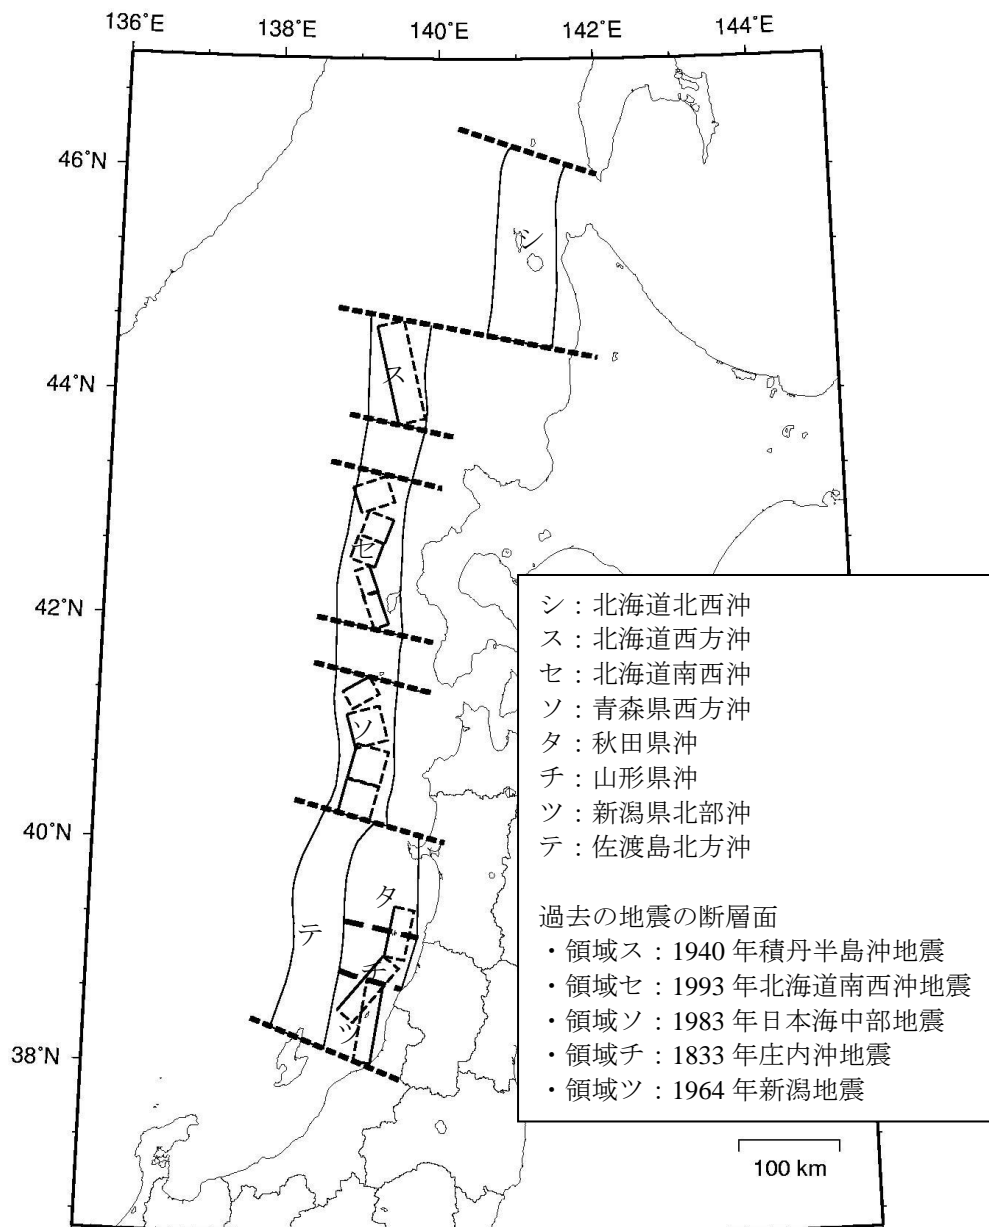 136˚E
138˚E
140˚E
142˚E
144˚E
46˚N
44˚N
42˚N
40˚N
38˚N
シ
ス
セ
ソ
タ
テ
チ
ツ
シ：北海道北西沖
ス：北海道西方沖
セ：北海道南西沖
ソ：青森県西方沖
タ：秋田県沖
チ：山形県沖
ツ：新潟県北部沖
テ：佐渡島北方沖
過去の地震の断層面
・領域ス：1940 年積丹半島沖地震
・領域セ：1993 年北海道南西沖地震
・領域ソ：1983 年日本海中部地震
・領域チ：1833 年庄内沖地震
・領域ツ：1964 年新潟地震
100 km